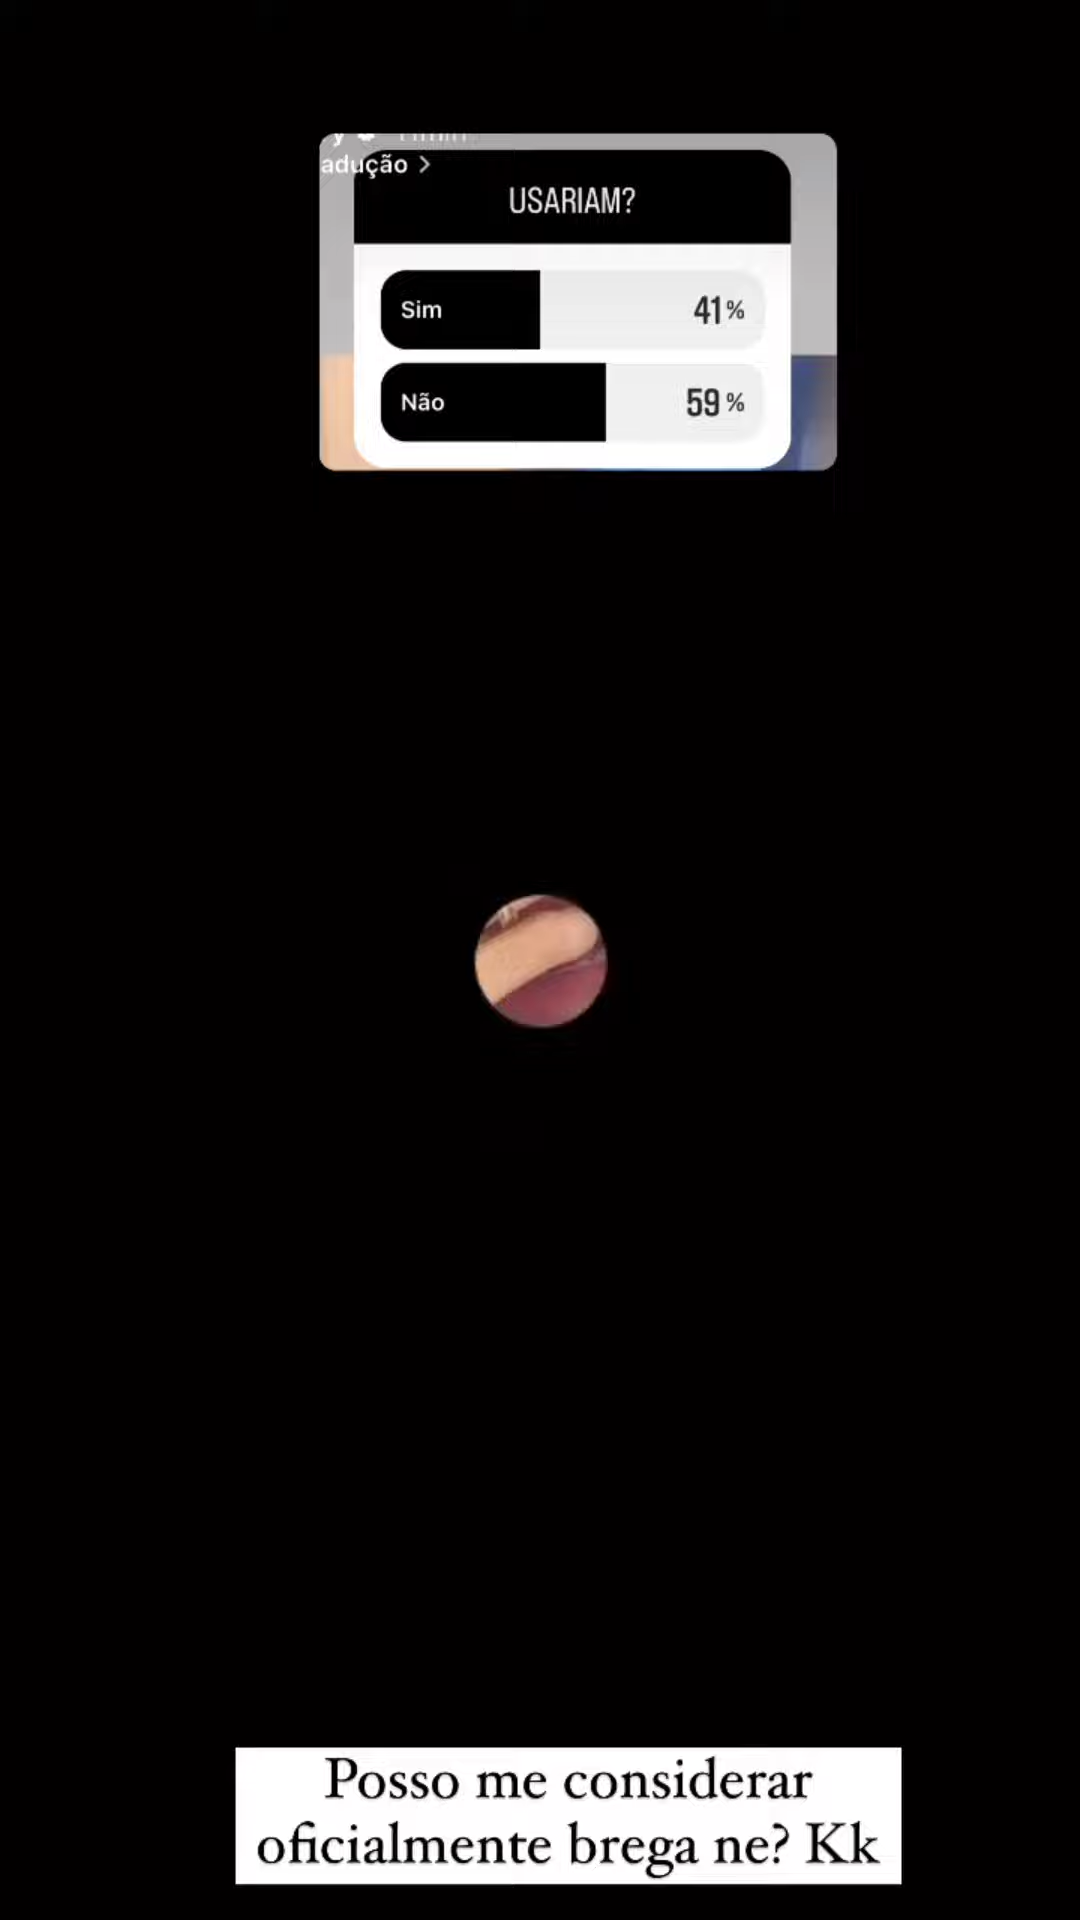 adução >
USARIAM?
Sim 41%
Não 59%
Posso me considerar
oficialmente brega ne? Kk